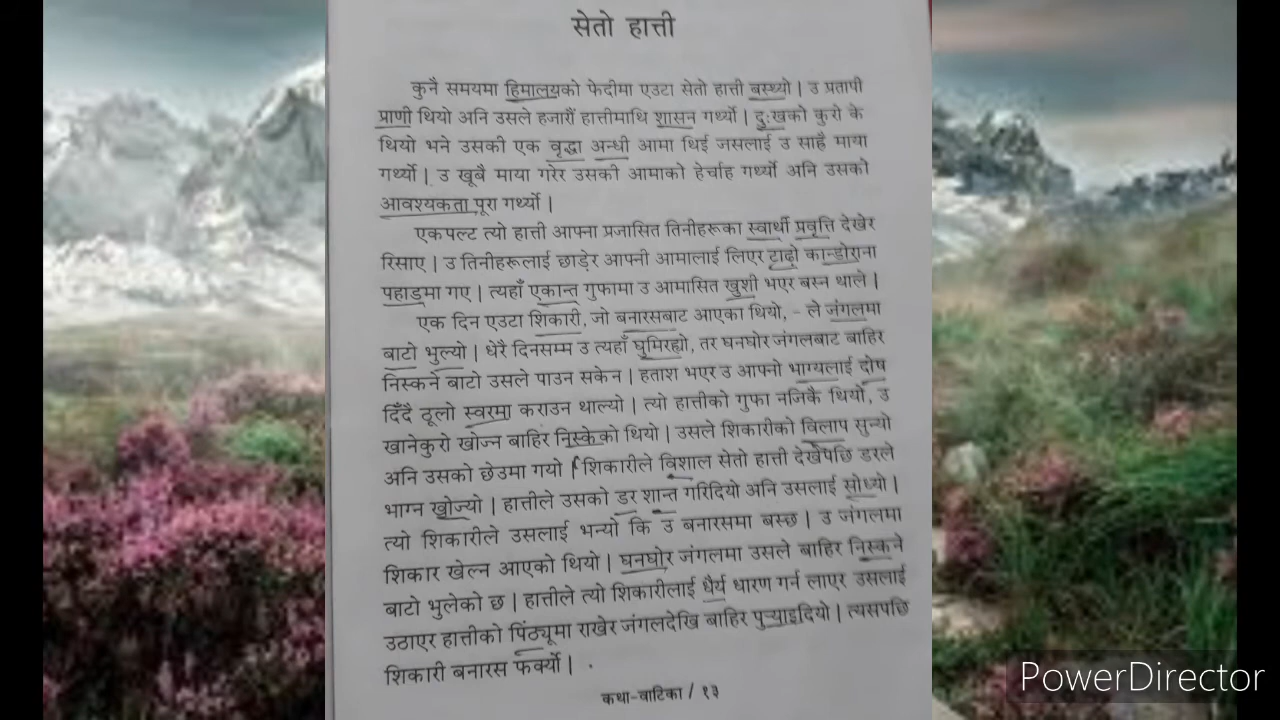 सेतो हात्ती
कुनै समयमा हिमालयको फेदीमा एउटा सेतो हात्ती बस्थ्यो | उ प्रतापी
प्राणी थियो अनि उसले हजारौं हात्तीमाथि शासन गर्थ्यो | दुःखको कुरो के
थियो भने उसकी एक वृद्धा अन्धी आमा थिई जसलाई उ साह्रै माया
गर्थ्यो | उ खूबै माया गरेर उसकी आमाको हेर्चाह गर्थ्यो अनि उसको
आवश्यकता पूरा गर्थ्यो |
एकपल्ट त्यो हात्ती आफ्ना प्रजासित तिनीहरूका स्वार्थी प्रवृत्ति देखेर
रिसाए | उ तिनीहरूलाई छाड़ेर आफ्नी आमालाई लिएर टाढ़ो कान्डोराना
पहाड़मा गए | त्यहाँ एकान्त गुफामा उ आमासित खुशी भएर बस्न थाले |
एक दिन एउटा शिकारी, जो बनारसबाट आएका थियो, - ले जंगलमा
बाटो भुल्यो | धेरै दिनसम्म उ त्यहाँ घुमिरह्यो, तर घनघोर जंगलबाट बाहिर
निस्कने बाटो उसले पाउन सकेन | हताश भएर उ आफ्नो भाग्यलाई दोष
दिँदै ठूलो स्वरमा कराउन थाल्यो | त्यो हात्तीको गुफा नजिकै थियो, उ
खानेकुरो खोज्न बाहिर निस्केको थियो | उसले शिकारीको विलाप सुन्यो
अनि उसको छेउमा गयो | शिकारीले विशाल सेतो हात्ती देखेपछि डरले
भाग्न खोज्यो | हात्तीले उसको डर शान्त गरिदियो अनि उसलाई सोध्यो |
त्यो शिकारीले उसलाई भन्यो कि उ बनारसमा बस्छ | उ जंगलमा
शिकार खेल्न आएको थियो | घनघोर जंगलमा उसले बाहिर निस्कने
बाटो भुलेको छ | हात्तीले त्यो शिकारीलाई धैर्य धारण गर्न लाएर उसलाई
उठाएर हात्तीको पिंठ्यूमा राखेर जंगलदेखि बाहिर पुऱ्याइदियो | त्यसपछि
शिकारी बनारस फर्क्यो |
कथा-वाटिका / १३
PowerDirector